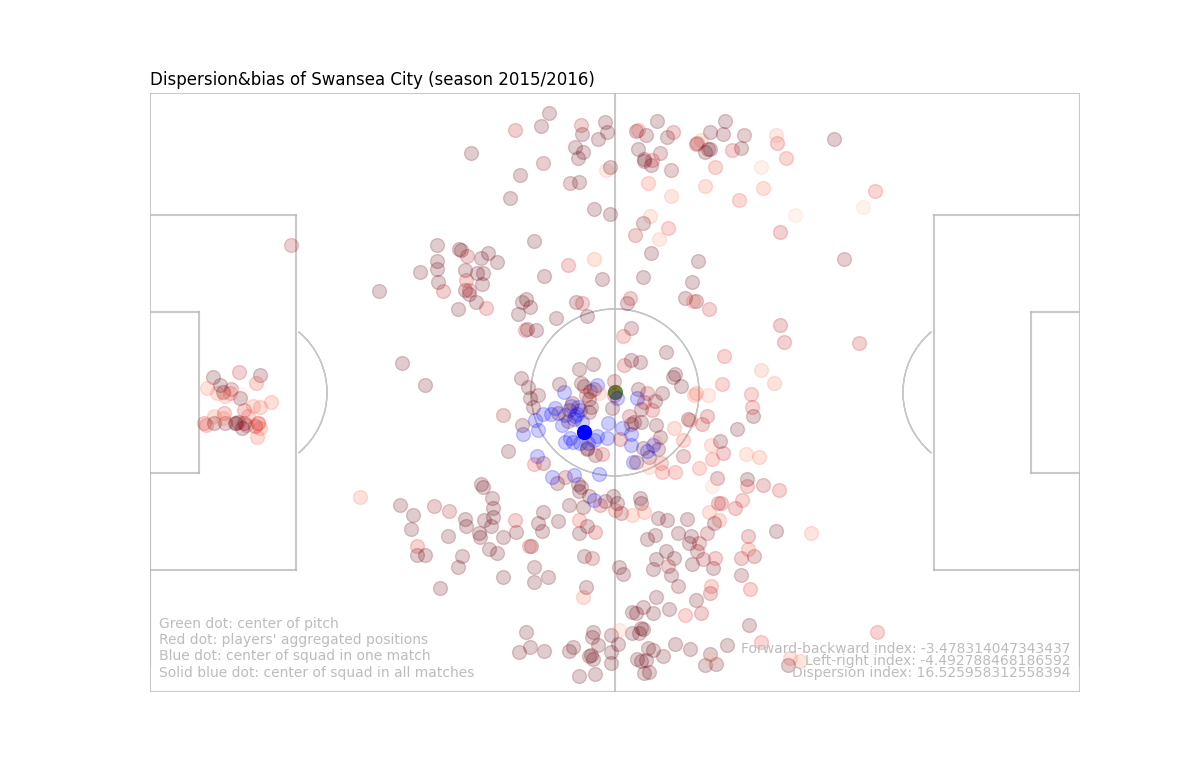 Dispersion&bias of Swansea City (season 2015/2016)
Green dot: center of pitch
Red dot: players' aggregated positions
Blue dot: center of squad in one match
Solid blue dot: center of squad in all matches
Forward-backward index: -3.478314047343437
Left-right index: -4.492788468186592
Dispersion index: 16.525958312558394